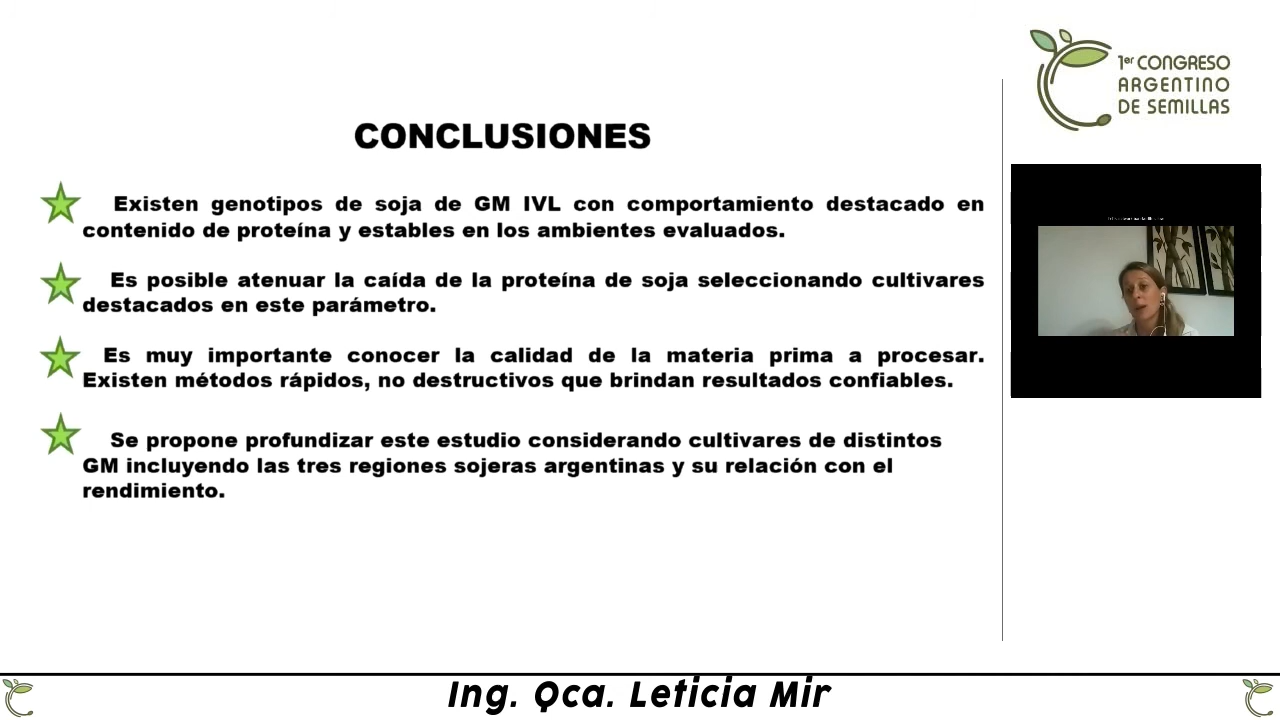 1er CONGRESO
ARGENTINO
DE SEMILLAS
CONCLUSIONES
Existen genotipos de soja de GM IVL con comportamiento destacado en
contenido de proteína y estables en los ambientes evaluados.
Es posible atenuar la caída de la proteína de soja seleccionando cultivares
destacados en este parámetro.
Es muy importante conocer la calidad de la materia prima a procesar.
Existen métodos rápidos, no destructivos que brindan resultados confiables.
Se propone profundizar este estudio considerando cultivares de distintos
GM incluyendo las tres regiones sojeras argentinas y su relación con el
rendimiento.
Ing. Qca. Leticia Mir